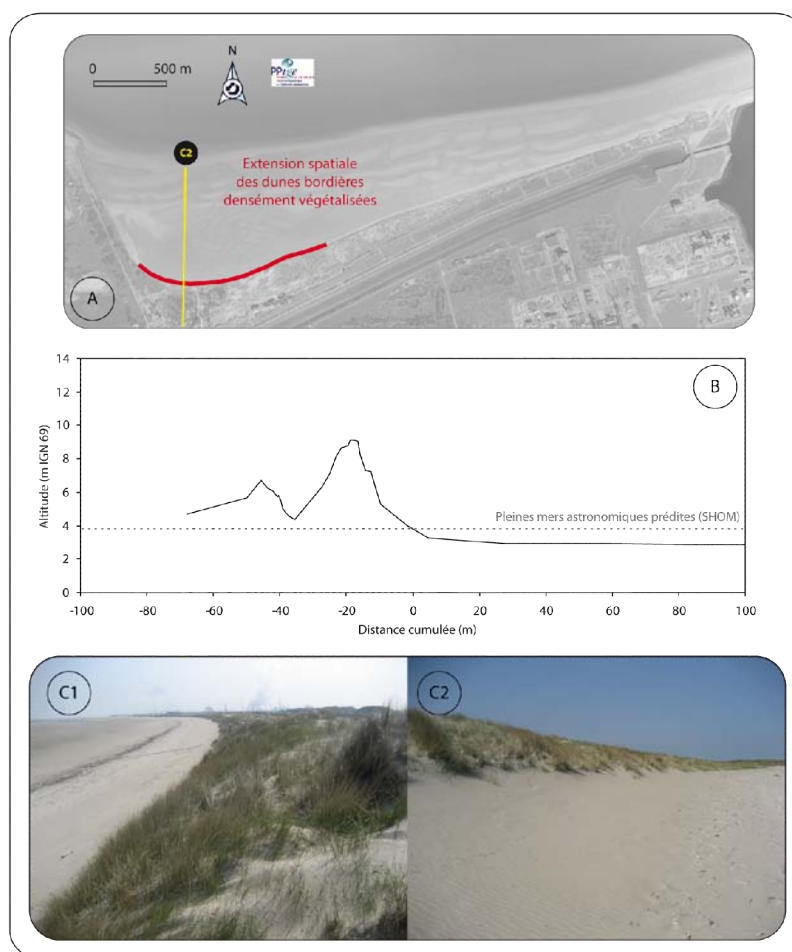 0 500 m
N
PPige
C2
Extension spatiale
des dunes bordières
densément végétalisées
A
14
12
10
8
6
4
2
0
B
Altitude (m IGN 69)
Pleines mers astronomiques prédites (SHOM)
-100 -80 -60 -40 -20 0 20 40 60 80 100
Distance cumulée (m)
C1
C2